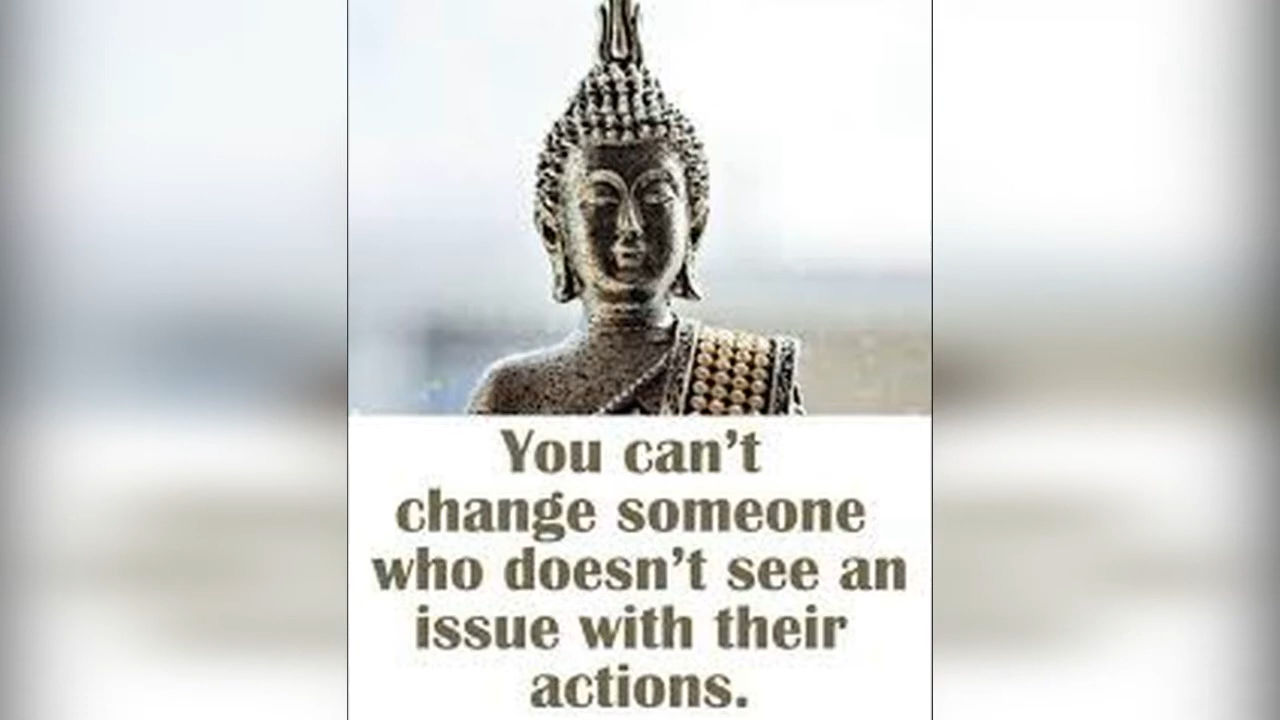 You can’t
change someone
who doesn’t see an
issue with their
actions.